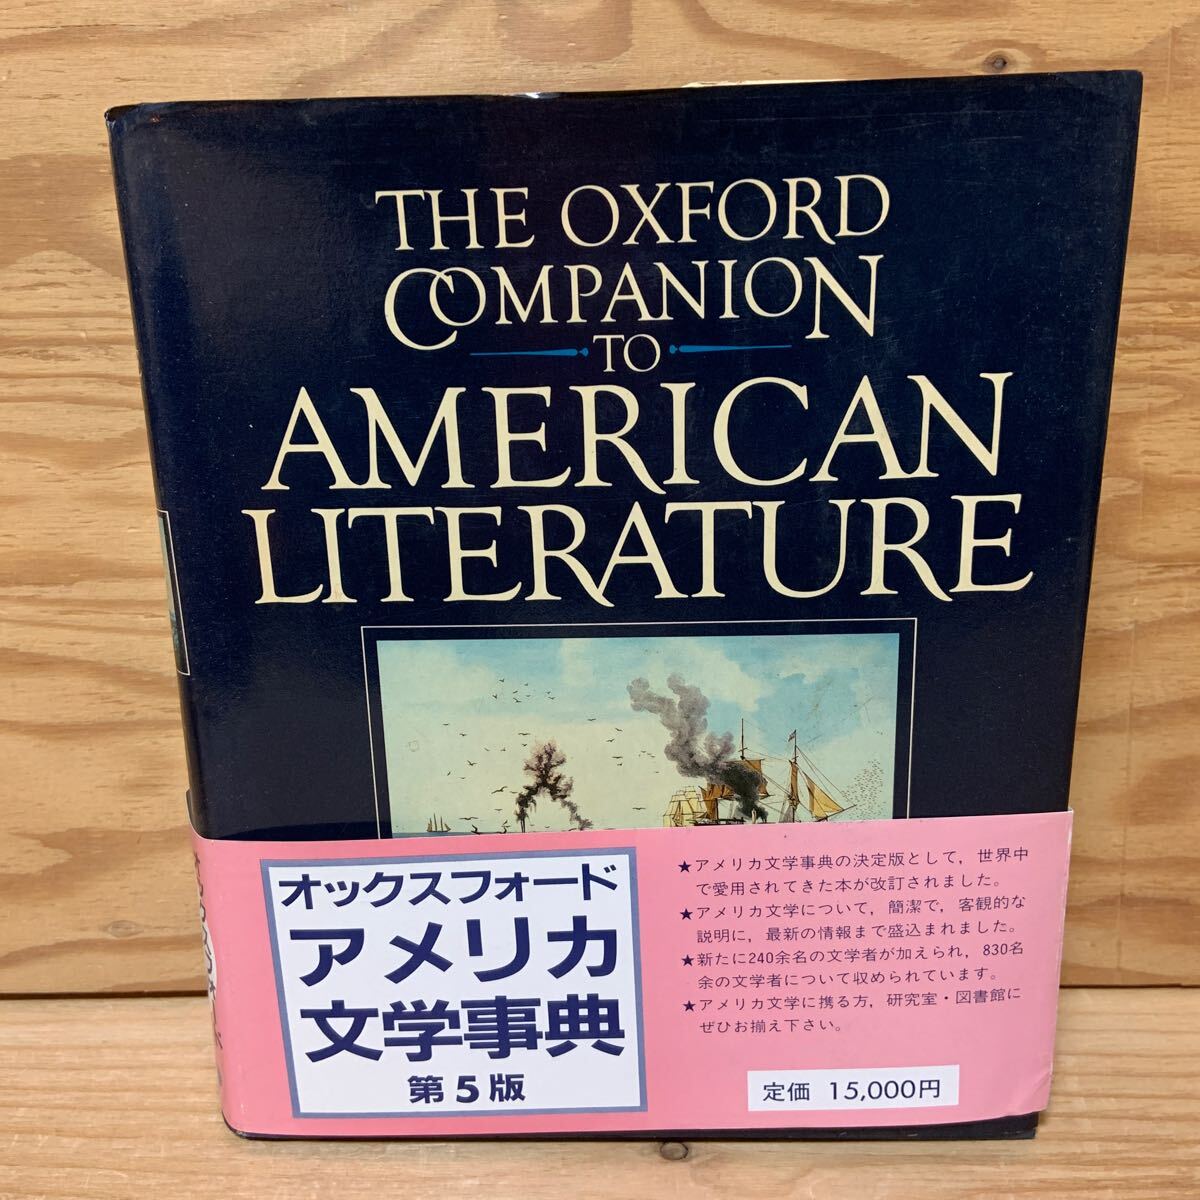 THE OXFORD
COMPANION
TO
AMERICAN
LITERATURE
オックスフォード
アメリカ
文学事典
第5版
★アメリカ文学事典の決定版として，世界中
で愛用されてきた本が改訂されました。
★アメリカ文学について，簡潔で，客観的な
説明に，最新の情報まで盛込まれました。
★新たに240余名の文学者が加えられ，830名
余の文学者について収められています。
★アメリカ文学に携る方，研究室・図書館に
ぜひお揃え下さい。
定価 15,000円